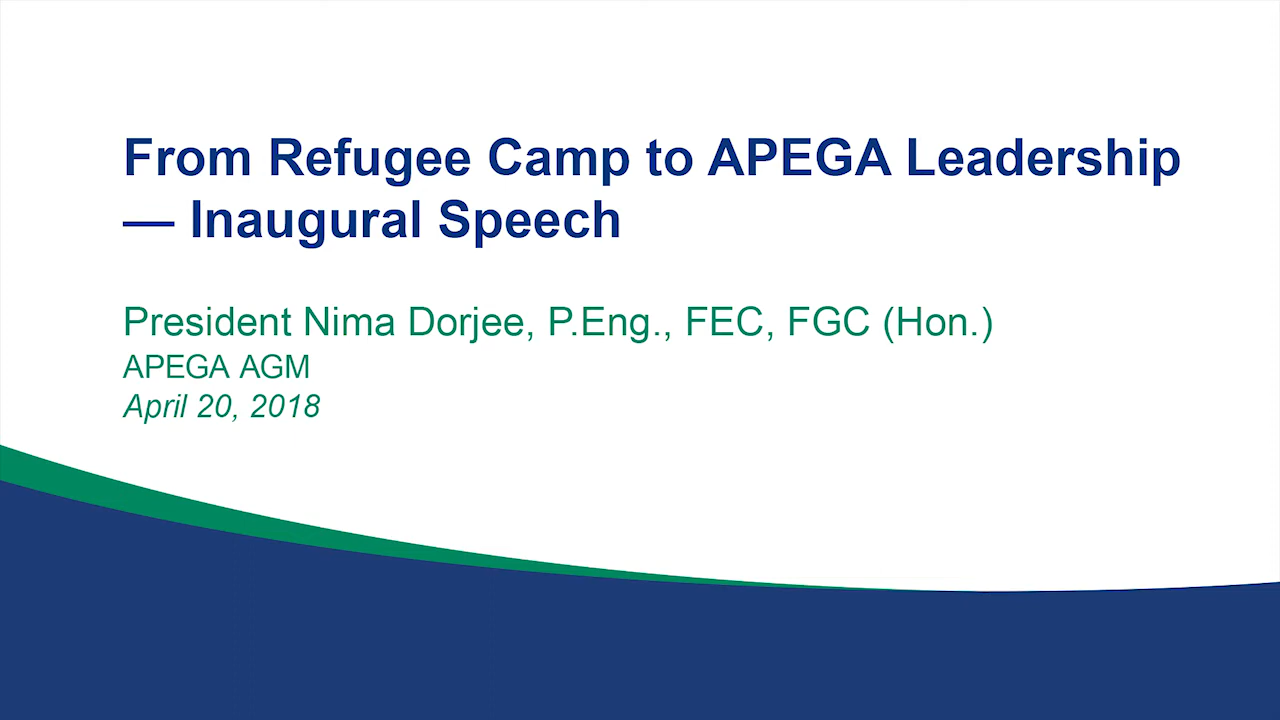 From Refugee Camp to APEGA Leadership
— Inaugural Speech
President Nima Dorjee, P.Eng., FEC, FGC (Hon.)
APEGA AGM
April 20, 2018